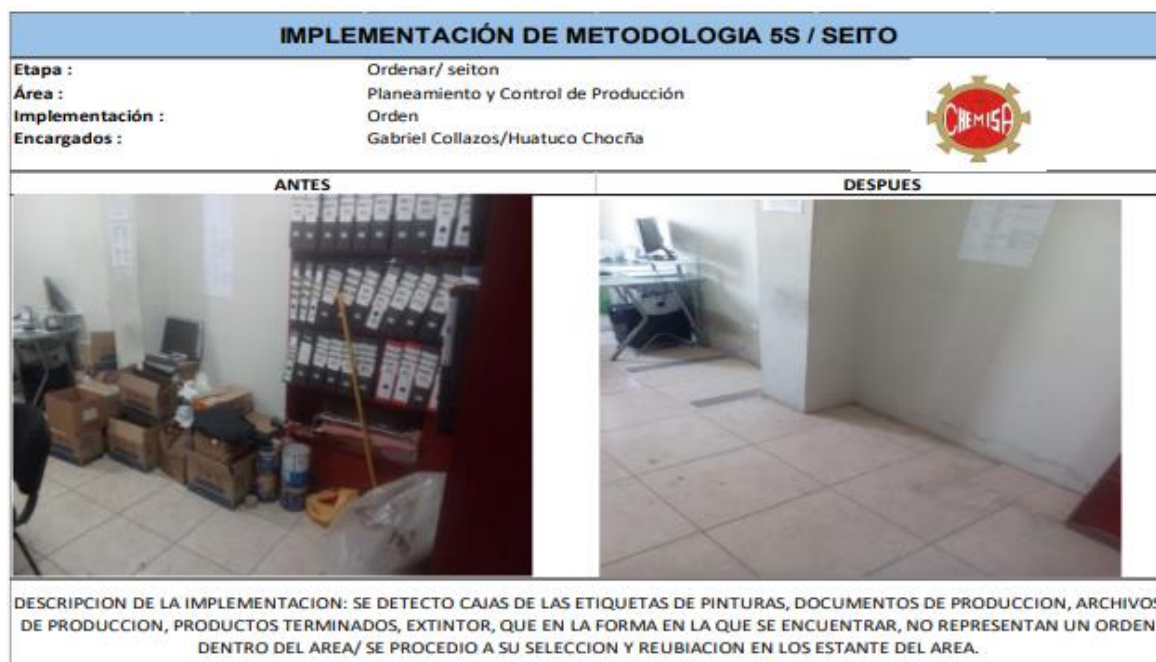 IMPLEMENTACIÓN DE METODOLOGIA 5S / SEITO
Etapa : Ordenar/ seiton
Área : Planeamiento y Control de Producción
Implementación : Orden
Encargados : Gabriel Collazos/Huatuco Chocña
CHEMISA
ANTES DESPUES
DESCRIPCION DE LA IMPLEMENTACION: SE DETECTO CAJAS DE LAS ETIQUETAS DE PINTURAS, DOCUMENTOS DE PRODUCCION, ARCHIVOS
DE PRODUCCION, PRODUCTOS TERMINADOS, EXTINTOR, QUE EN LA FORMA EN LA QUE SE ENCUENTRAR, NO REPRESENTAN UN ORDEN
DENTRO DEL AREA/ SE PROCEDIO A SU SELECCION Y REUBIACION EN LOS ESTANTE DEL AREA.